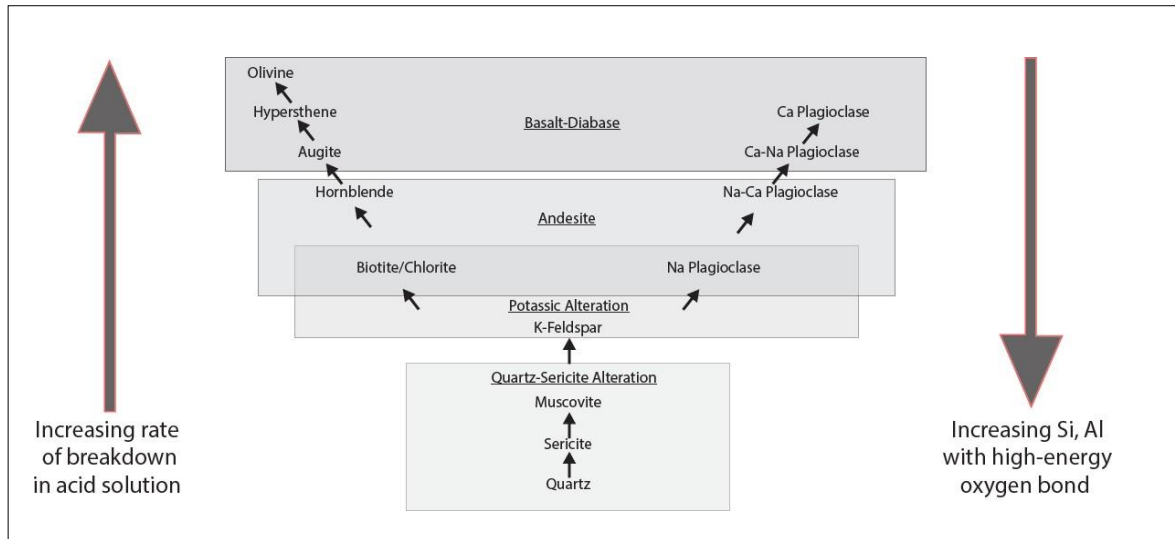 Olivine
Hypersthene
Ca Plagioclase
Basalt-Diabase
Augite
Ca-Na Plagioclase
Hornblende
Na-Ca Plagioclase
Andesite
Biotite/Chlorite
Na Plagioclase
Potassic Alteration
K-Feldspar
Quartz-Sericite Alteration
Muscovite
Sericite
Quartz
Increasing rate
of breakdown
in acid solution
Increasing Si, Al
with high-energy
oxygen bond